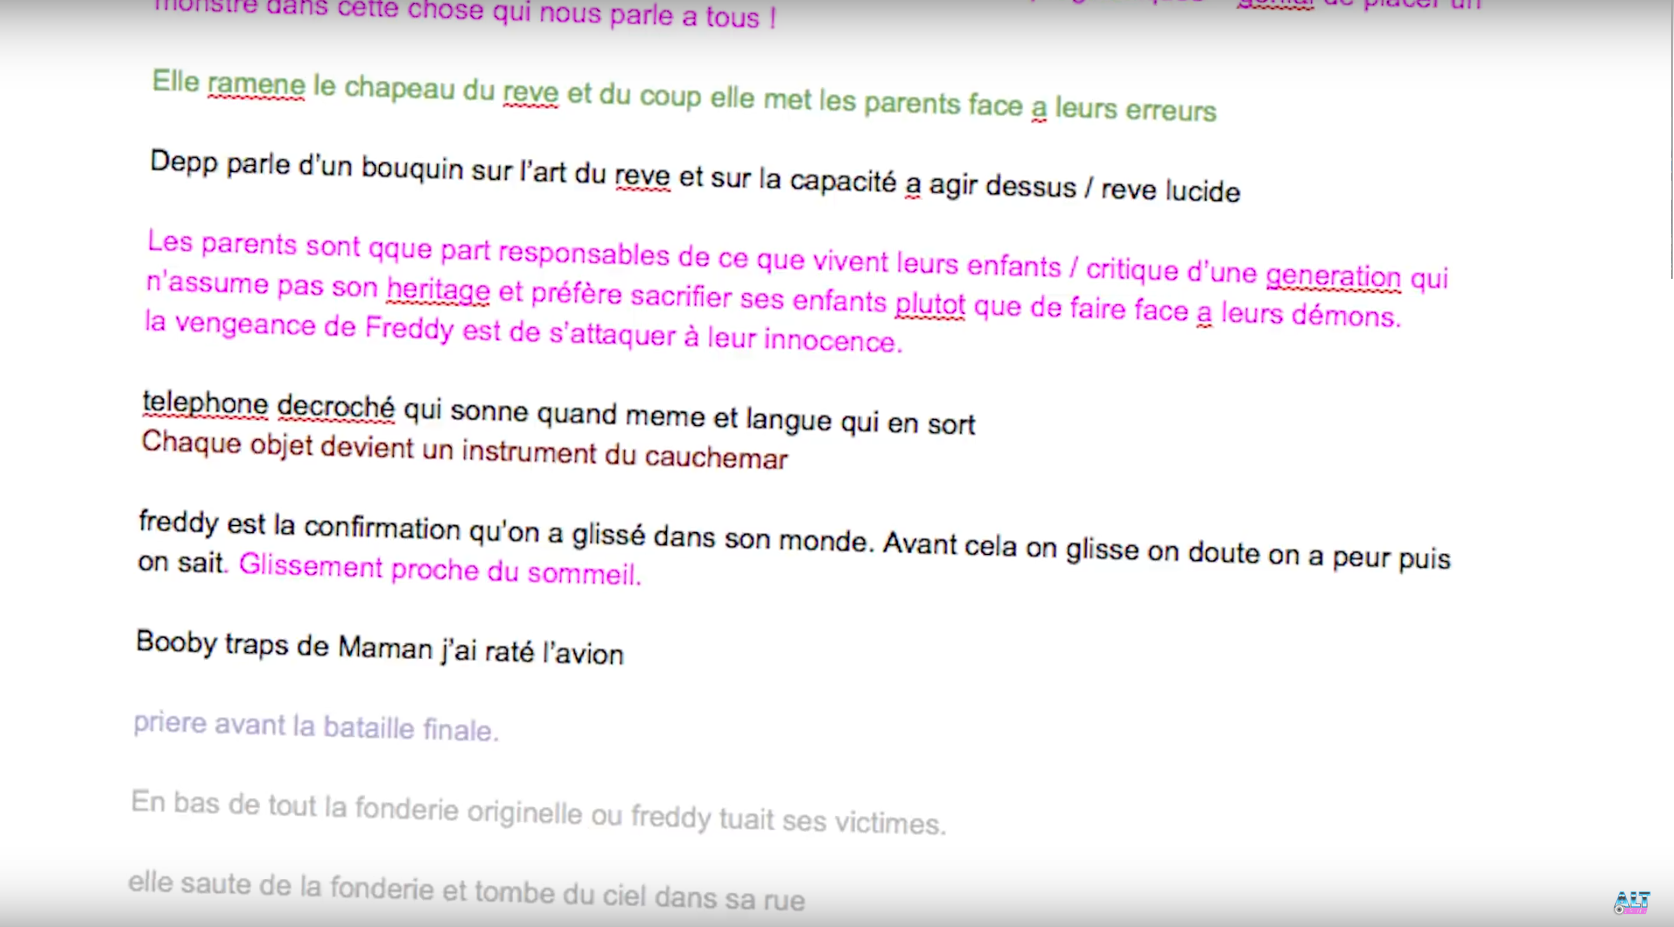 monstre dans cette chose qui nous parle a tous !
Elle ramene le chapeau du reve et du coup elle met les parents face a leurs erreurs
Depp parle d'un bouquin sur l'art du reve et sur la capacité a agir dessus / reve lucide
Les parents sont qque part responsables de ce que vivent leurs enfants / critique d'une generation qui
n'assume pas son heritage et préfère sacrifier ses enfants plutot que de faire face a leurs démons.
la vengeance de Freddy est de s'attaquer à leur innocence.
telephone decroché qui sonne quand meme et langue qui en sort
Chaque objet devient un instrument du cauchemar
freddy est la confirmation qu'on a glissé dans son monde. Avant cela on glisse on doute on a peur puis
on sait. Glissement proche du sommeil.
Booby traps de Maman j'ai raté l'avion
priere avant la bataille finale.
En bas de tout la fonderie originelle ou freddy tuait ses victimes.
elle saute de la fonderie et tombe du ciel dans sa rue
ALT